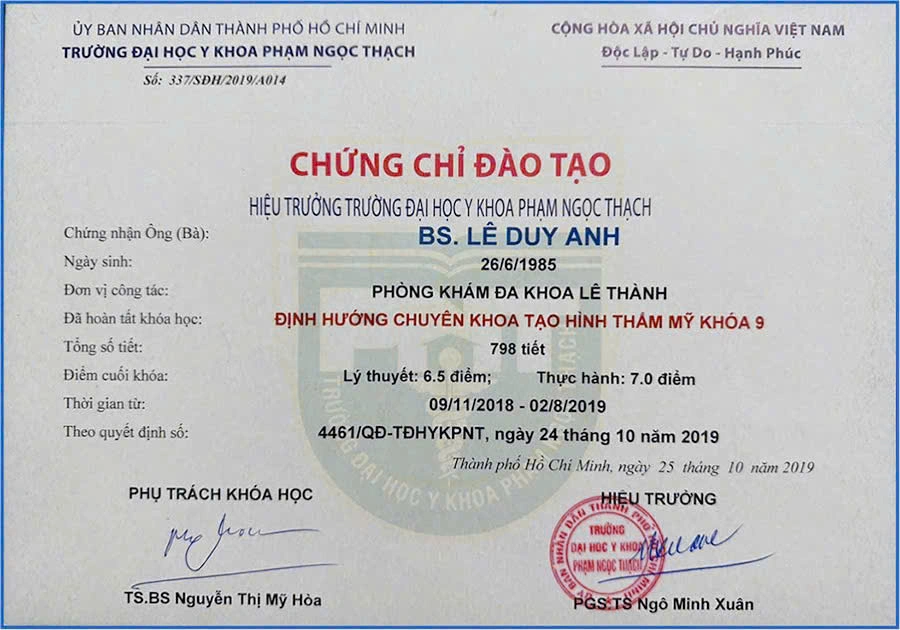 ỦY BAN NHÂN DÂN THÀNH PHỐ HỒ CHÍ MINH
TRƯỜNG ĐẠI HỌC Y KHOA PHẠM NGỌC THẠCH
Số: 337/SĐH/2019/A014
CỘNG HÒA XÃ HỘI CHỦ NGHĨA VIỆT NAM
Độc Lập - Tự Do - Hạnh Phúc
CHỨNG CHỈ ĐÀO TẠO
HIỆU TRƯỞNG TRƯỜNG ĐẠI HỌC Y KHOA PHẠM NGỌC THẠCH
Chứng nhận Ông (Bà): BS. LÊ DUY ANH
Ngày sinh: 26/6/1985
Đơn vị công tác: PHÒNG KHÁM ĐA KHOA LÊ THÀNH
Đã hoàn tất khóa học: ĐỊNH HƯỚNG CHUYÊN KHOA TẠO HÌNH THẨM MỸ KHÓA 9
Tổng số tiết: 798 tiết
Điểm cuối khóa: Lý thuyết: 6.5 điểm; Thực hành: 7.0 điểm
Thời gian từ: 09/11/2018 - 02/8/2019
Theo quyết định số: 4461/QĐ-TĐHYKPNT, ngày 24 tháng 10 năm 2019
Thành phố Hồ Chí Minh, ngày 25 tháng 10 năm 2019
PHỤ TRÁCH KHÓA HỌC
TS.BS Nguyễn Thị Mỹ Hòa
HIỆU TRƯỞNG
TRƯỜNG
ĐẠI HỌC Y KHOA
PHẠM NGỌC THẠCH
PGS.TS Ngô Minh Xuân
TRƯỜNG ĐẠI HỌC Y KHOA PHẠM NGỌC THẠCH